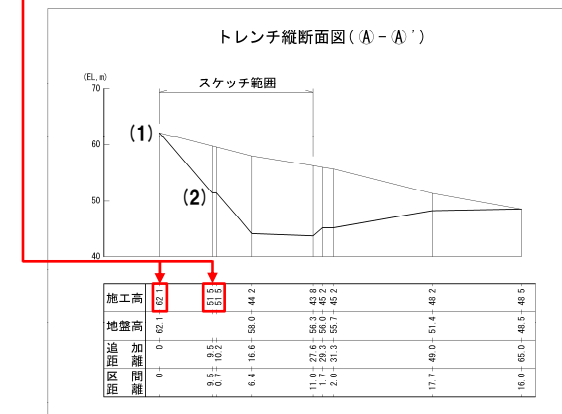 トレンチ縦断面図(Ⓐ-Ⓐ')
(EL.m)
スケッチ範囲
70
60
50
40
(1)
(2)
施工高 62.1 51.5 51.5 44.2 43.8 45.2 45.2 48.2 48.5
地盤高 62.1 58.0 56.3 56.0 55.7 51.4 48.5
追加距離 0 9.5 10.2 16.6 27.6 29.3 31.3 49.0 65.0
区間距離 0 9.5 0.7 6.4 11.0 1.7 2.0 17.7 16.0